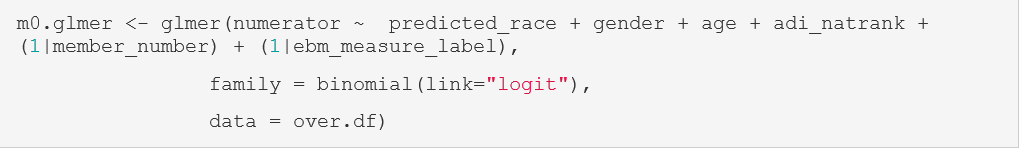 m0.glmer <- glmer(numerator ~  predicted_race + gender + age + adi_natrank +
(1|member_number) + (1|ebm_measure_label),
family = binomial(link="logit"),
data = over.df)